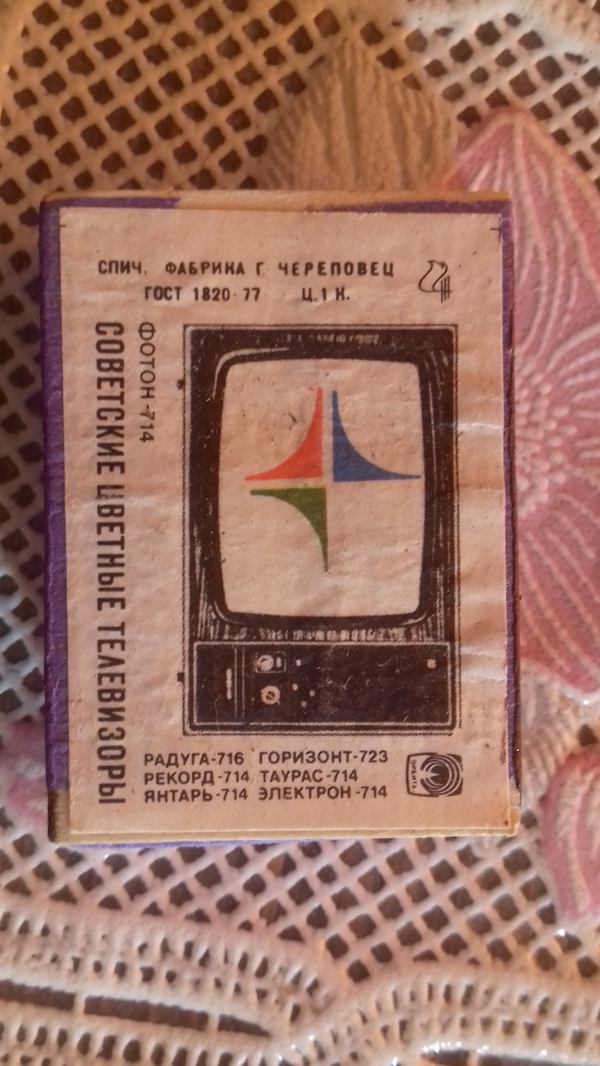 СПИЧ. ФАБРИКА Г. ЧЕРЕПОВЕЦ
ГОСТ 1820-77 Ц.1 К.
СОВЕТСКИЕ ЦВЕТНЫЕ ТЕЛЕВИЗОРЫ
ФОТОН-714
РАДУГА-716 ГОРИЗОНТ-723
РЕКОРД-714 ТАУРАС-714
ЯНТАРЬ-714 ЭЛЕКТРОН-714
ОРБИТА